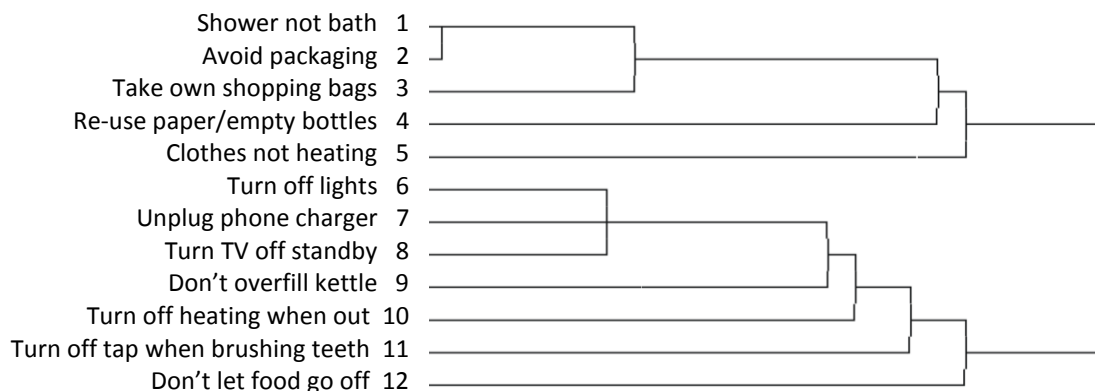 Shower not bath 1
Avoid packaging 2
Take own shopping bags 3
Re-use paper/empty bottles 4
Clothes not heating 5
Turn off lights 6
Unplug phone charger 7
Turn TV off standby 8
Don’t overfill kettle 9
Turn off heating when out 10
Turn off tap when brushing teeth 11
Don’t let food go off 12